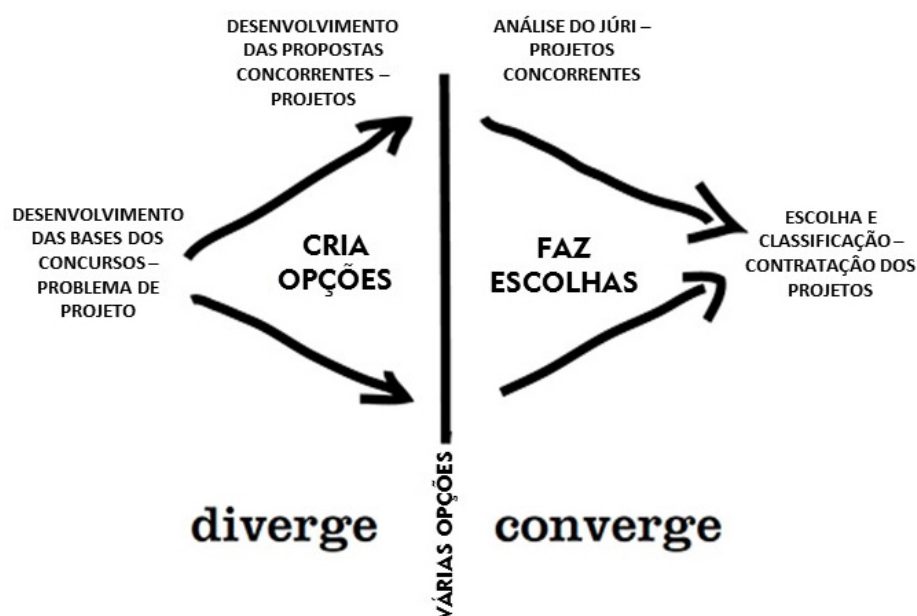 DESENVOLVIMENTO
DAS PROPOSTAS
CONCORRENTES –
PROJETOS
ANÁLISE DO JÚRI –
PROJETOS
CONCORRENTES
DESENVOLVIMENTO
DAS BASES DOS
CONCURSOS –
PROBLEMA DE
PROJETO
CRIA
OPÇÕES
FAZ
ESCOLHAS
ESCOLHA E
CLASSIFICAÇÃO –
CONTRATAÇÂO DOS
PROJETOS
diverge
VÁRIAS OPÇÕES
converge